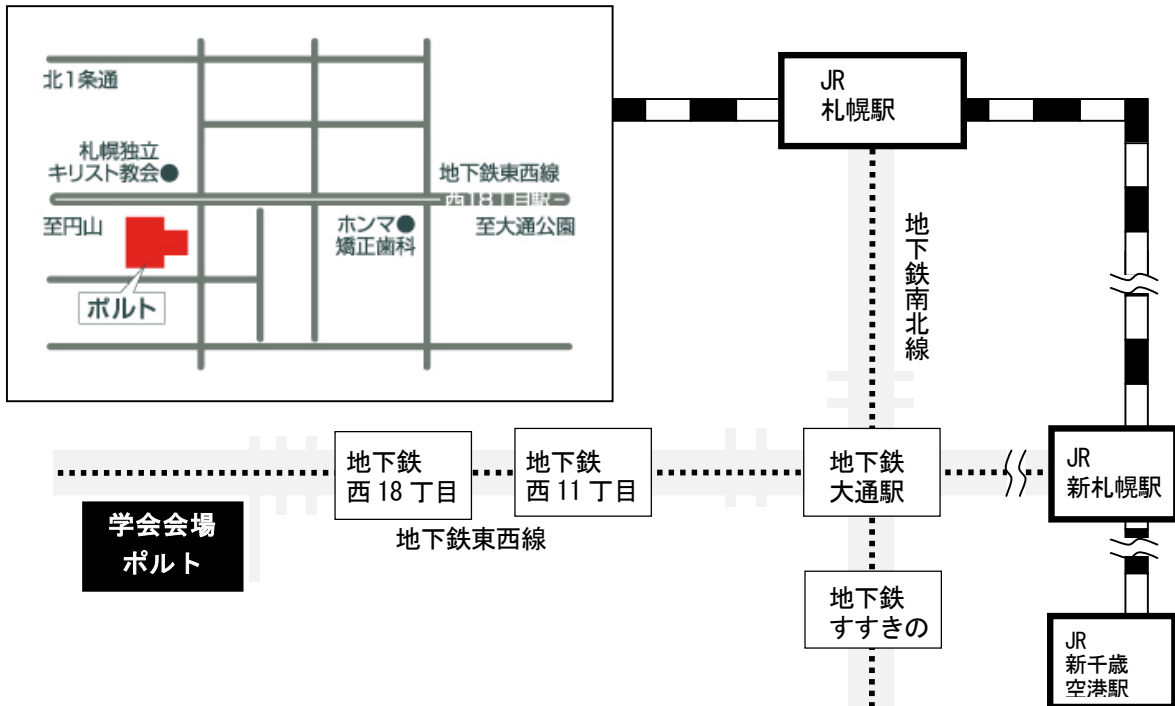 北1条通
札幌独立
キリスト教会●
地下鉄東西線
西18丁目駅
至円山
ホンマ●
矯正歯科
至大通公園
ポルト
JR
札幌駅
地下鉄南北線
地下鉄
西18丁目
地下鉄
西11丁目
地下鉄
大通駅
JR
新札幌駅
学会会場
ポルト
地下鉄東西線
地下鉄
すすきの
JR
新千歳
空港駅